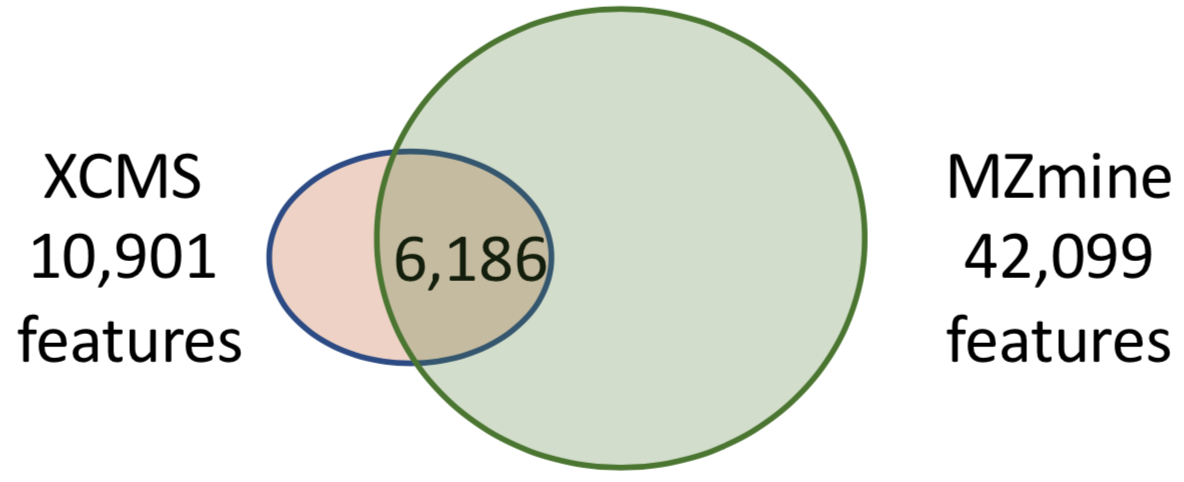 XCMS
10,901
features
6,186
MZmine
42,099
features